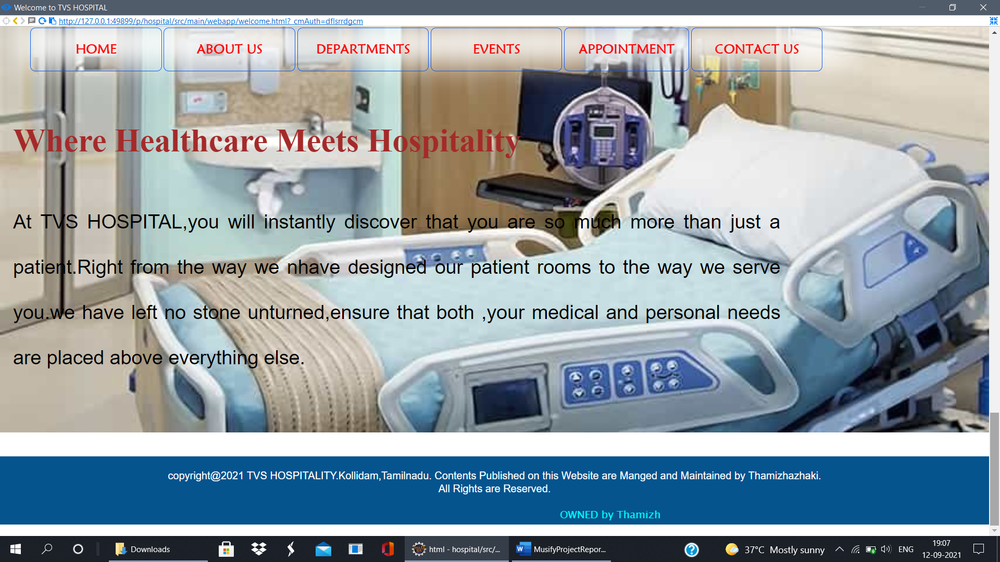 Welcome to TVS HOSPITAL
http://127.0.0.1:49899/p/hospital/src/main/webapp/welcome.html?_cmAuth=dflsrrdgcm
HOME ABOUT US DEPARTMENTS EVENTS APPOINTMENT CONTACT US
Where Healthcare Meets Hospitality
At TVS HOSPITAL,you will instantly discover that you are so much more than just a
patient.Right from the way we nhave designed our patient rooms to the way we serve
you.we have left no stone unturned,ensure that both ,your medical and personal needs
are placed above everything else.
copyright@2021 TVS HOSPITALITY.Kollidam,Tamilnadu. Contents Published on this Website are Manged and Maintained by Thamizhazhaki.
All Rights are Reserved.
OWNED by Thamizh
Downloads html - hospital/src/... MusifyProjectRepor... 37°C Mostly sunny ENG 19:07
12-09-2021